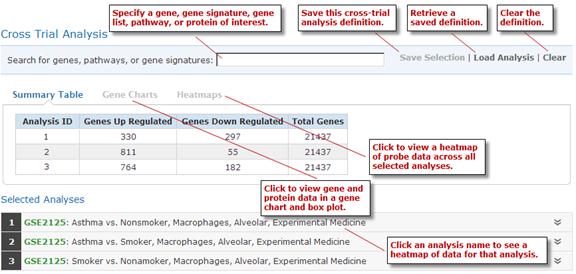 Specify a gene, gene signature, gene
list, pathway, or protein of interest.
Save this cross-trial
analysis definition.
Retrieve a
saved definition.
Clear the
definition.
Cross Trial Analysis
Search for genes, pathways, or gene signatures:
Save Selection | Load Analysis | Clear
Summary Table Gene Charts Heatmaps
Analysis ID Genes Up Regulated Genes Down Regulated Total Genes
1 330 297 21437
2 811 55 21437
3 764 182 21437
Click to view a heatmap
of probe data across all
selected analyses.
Click to view gene and
protein data in a gene
chart and box plot.
Selected Analyses
1 GSE2125: Asthma vs. Nonsmoker, Macrophages, Alveolar, Experimental Medicine
2 GSE2125: Asthma vs. Smoker, Macrophages, Alveolar, Experimental Medicine
3 GSE2125: Smoker vs. Nonsmoker, Macrophages, Alveolar, Experimental Medicine
Click an analysis name to see a
heatmap of data for that analysis.